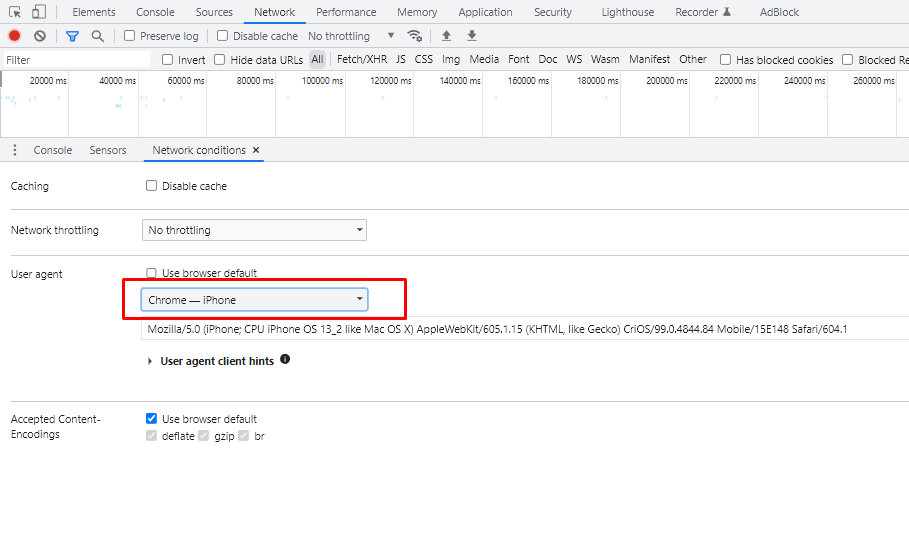 Elements Console Sources Network Performance Memory Application Security Lighthouse Recorder AdBlock
Preserve log Disable cache No throttling
Filter Invert Hide data URLs All Fetch/XHR JS CSS Img Media Font Doc WS Wasm Manifest Other Has blocked cookies Blocked Re
20000 ms 40000 ms 60000 ms 80000 ms 100000 ms 120000 ms 140000 ms 160000 ms 180000 ms 200000 ms 220000 ms 240000 ms 260000 ms
Console Sensors Network conditions ×
Caching Disable cache
Network throttling No throttling
User agent Use browser default
Chrome — iPhone
Mozilla/5.0 (iPhone; CPU iPhone OS 13_2 like Mac OS X) AppleWebKit/605.1.15 (KHTML, like Gecko) CriOS/99.0.4844.84 Mobile/15E148 Safari/604.1
User agent client hints
Accepted Content- Use browser default
Encodings deflate gzip br